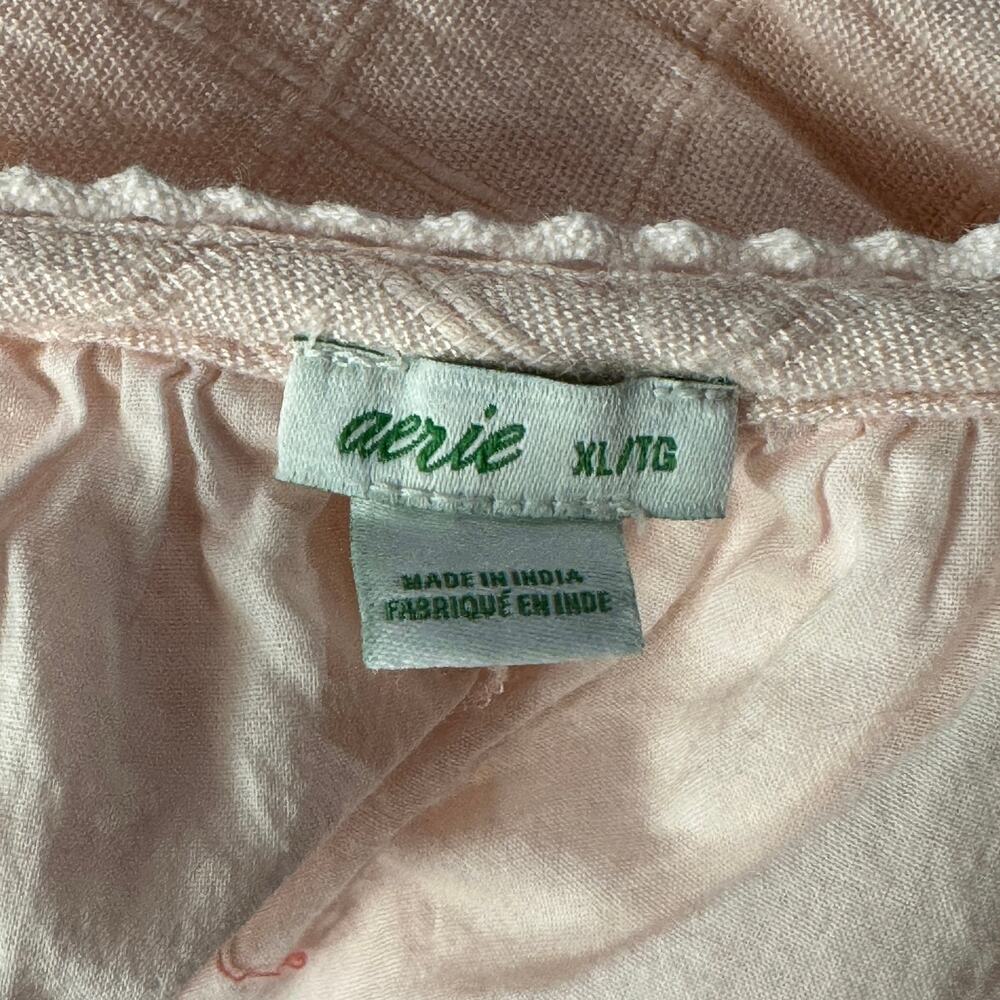 aerie XL/TG
MADE IN INDIA
FABRIQUÉ EN INDE